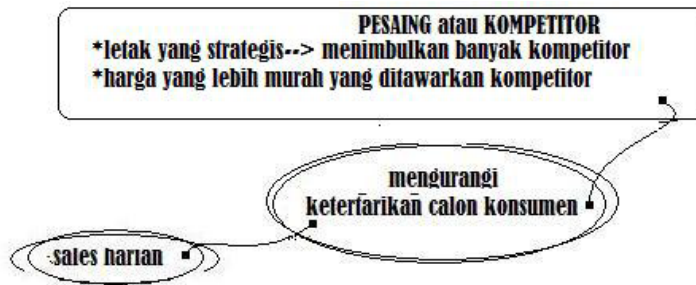 PESAING atau KOMPETITOR
*letak yang strategis--> menimbulkan banyak kompetitor
*harga yang lebih murah yang ditawarkan kompetitor
mengurangi
ketertarikan calon konsumen
sales harian